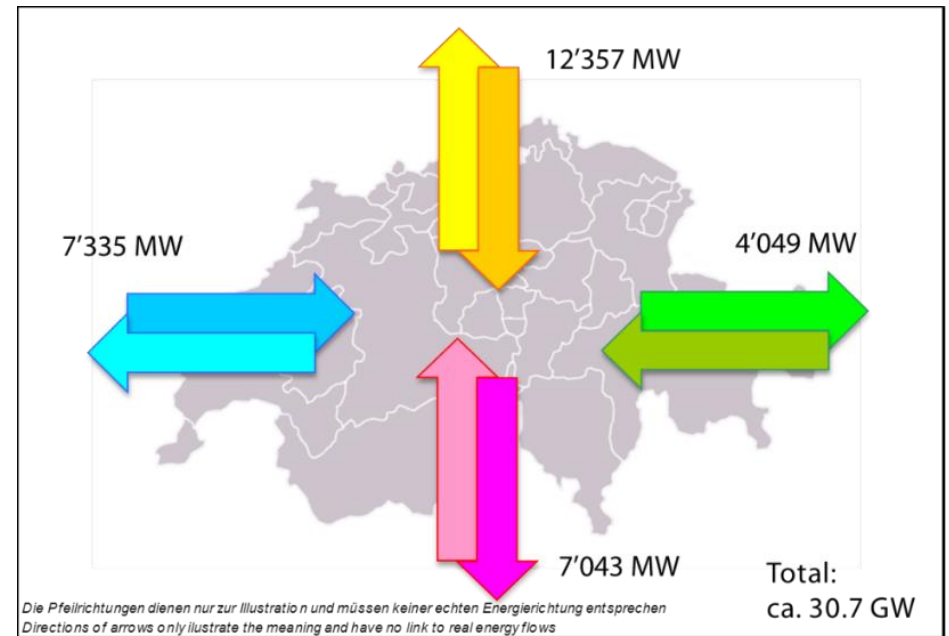 12’357 MW
7’335 MW
4’049 MW
7’043 MW
Total:
ca. 30.7 GW
Die Pfeilrichtungen dienen nur zur Illustration und müssen keiner echten Energierichtung entsprechen
Directions of arrows only ilustrate the meaning and have no link to real energy flows